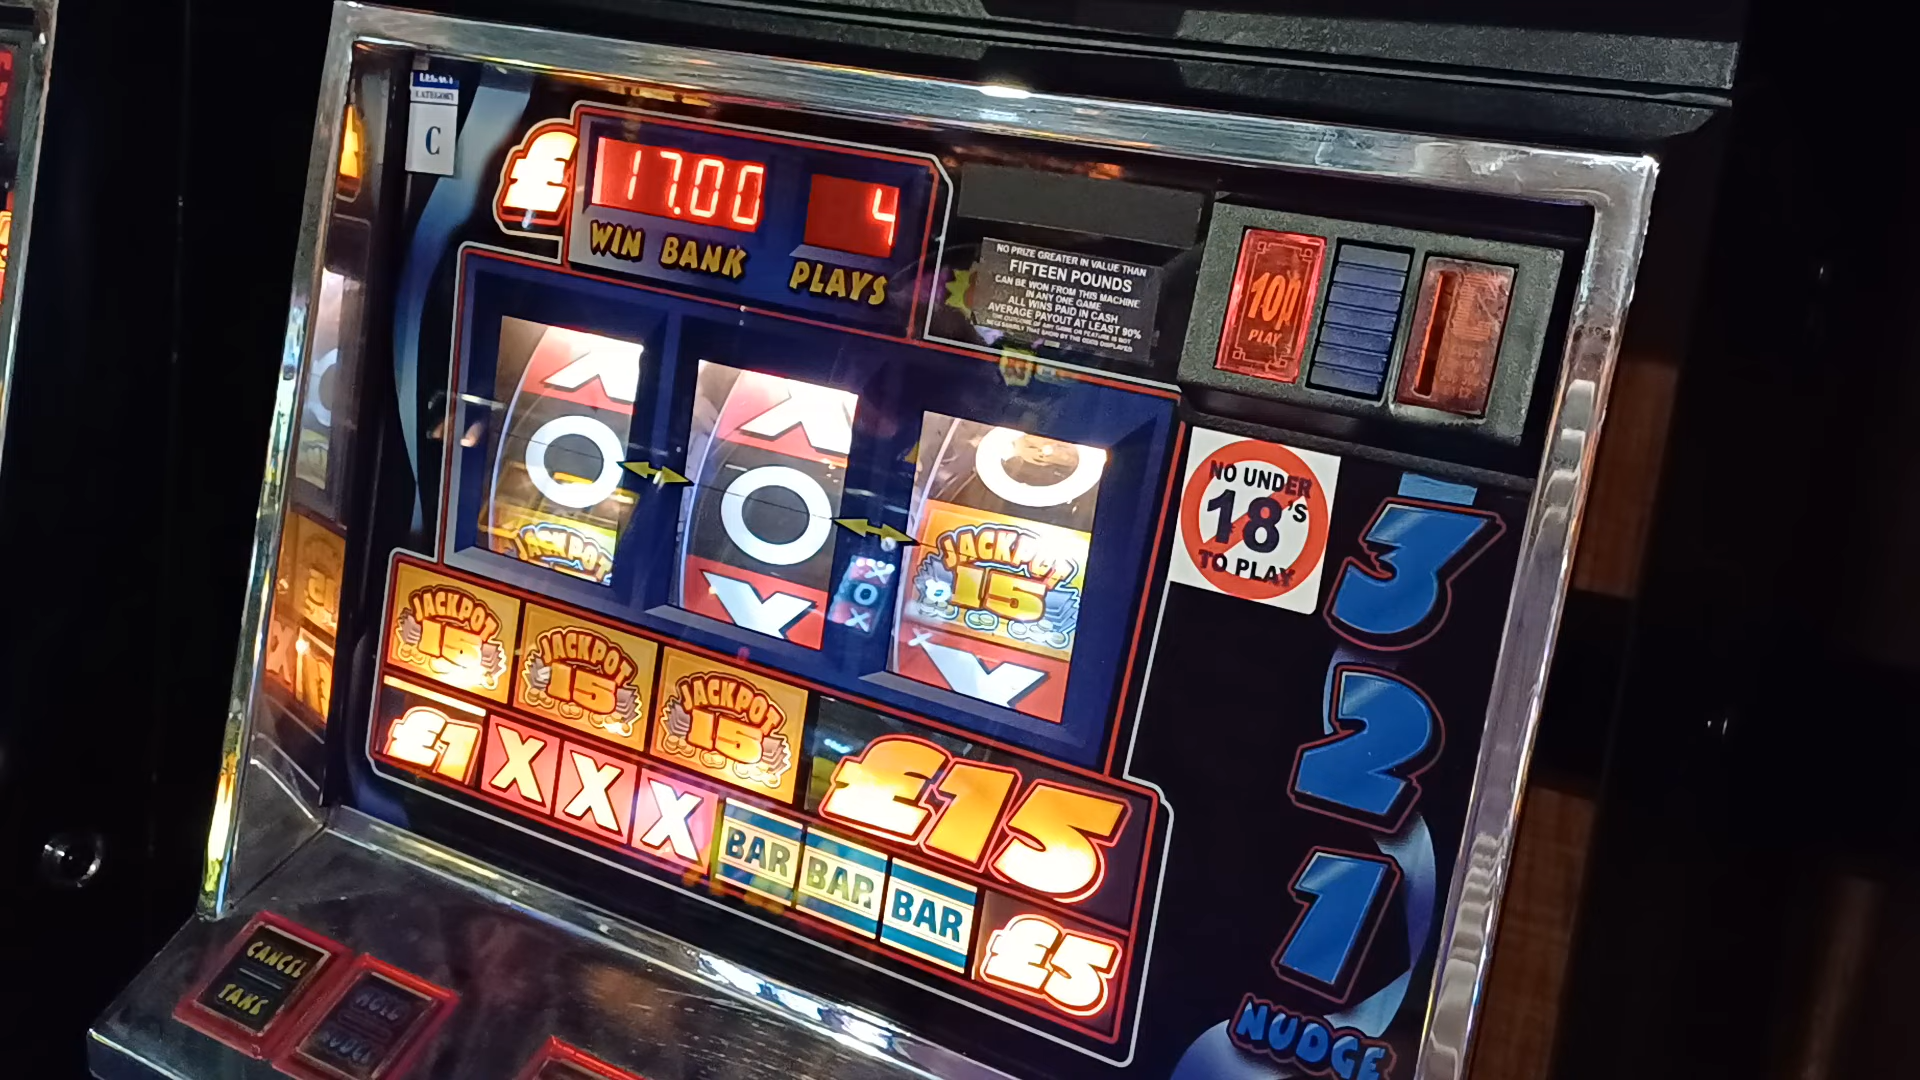 CATEGORY
C
£ 17.00
4
WIN BANK
PLAYS
NO PRIZE GREATER IN VALUE THAN
FIFTEEN POUNDS
CAN BE WON FROM THIS MACHINE
IN ANY ONE GAME
ALL WINS PAID IN CASH
AVERAGE PAYOUT AT LEAST 90%
10p
PLAY
X
X
O
O
O
JACKPOT
JACKPOT
15
X
X
NO UNDER
18's
TO PLAY
3
2
1
NUDGE
JACKPOT
15
JACKPOT
15
JACKPOT
15
£15
£1 X X X BAR BAR BAR £5
CANCEL
TAKE
HOLD